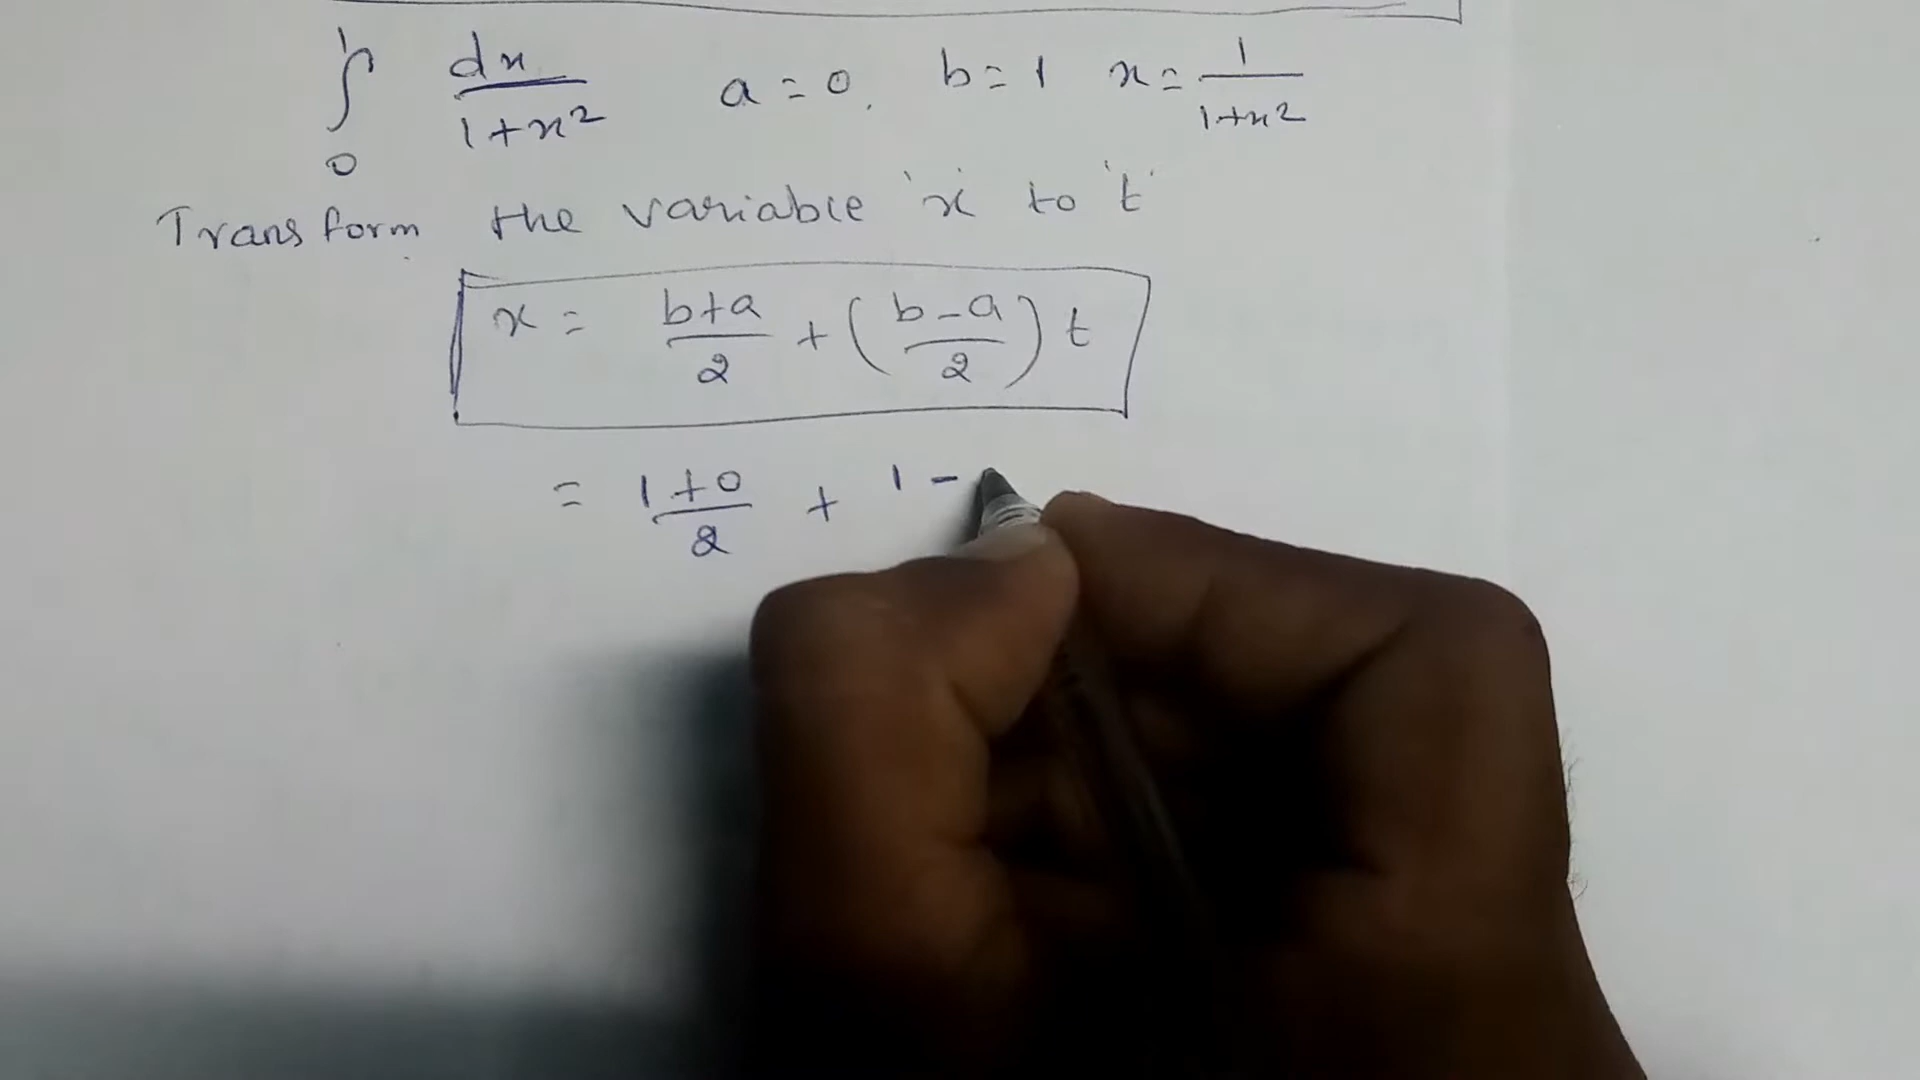 ∫₀¹ dx/(1+x²) a = 0, b = 1 x = 1/(1+x²)
Transform the variable 'x' to 't'
x = (b+a)/2 + ((b-a)/2) t
= (1+0)/2 + 1 -